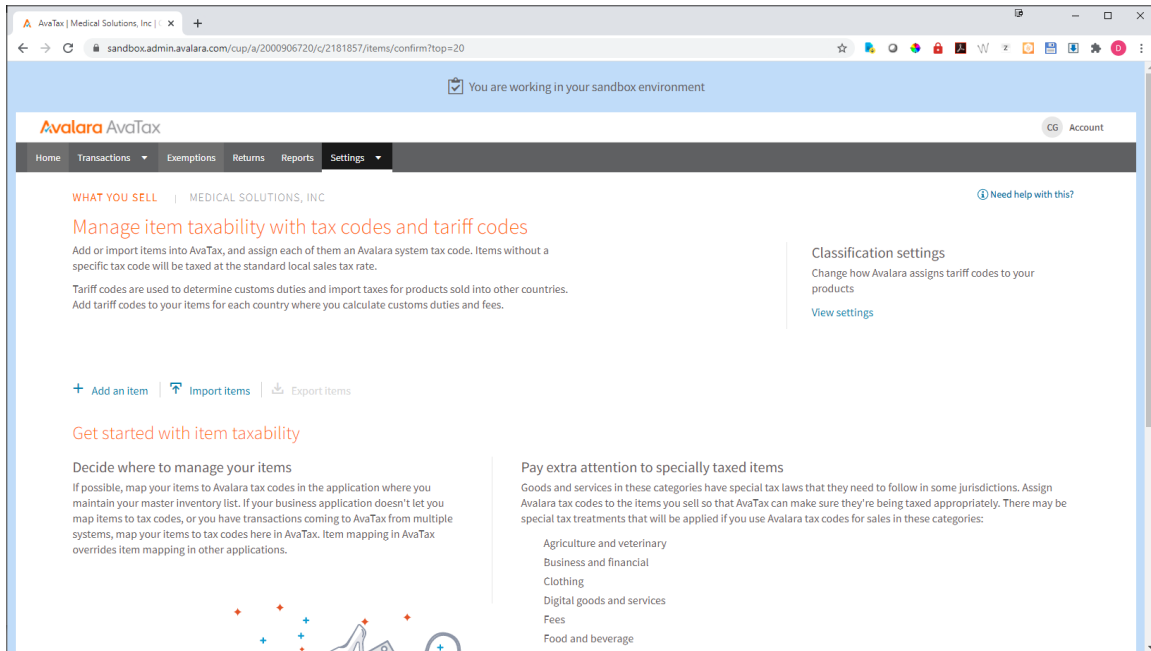 AvaTax | Medical Solutions, Inc |
sandbox.admin.avalara.com/cup/a/2000906720/c/2181857/items/confirm?top=20
D
You are working in your sandbox environment
Avalara AvaTax
CG Account
Home Transactions Exemptions Returns Reports Settings
WHAT YOU SELL | MEDICAL SOLUTIONS, INC
Need help with this?
Manage item taxability with tax codes and tariff codes
Add or import items into AvaTax, and assign each of them an Avalara system tax code. Items without a
specific tax code will be taxed at the standard local sales tax rate.
Tariff codes are used to determine customs duties and import taxes for products sold into other countries.
Add tariff codes to your items for each country where you calculate customs duties and fees.
Classification settings
Change how Avalara assigns tariff codes to your
products
View settings
Add an item Import items Export items
Get started with item taxability
Decide where to manage your items
If possible, map your items to Avalara tax codes in the application where you
maintain your master inventory list. If your business application doesn't let you
map items to tax codes, or you have transactions coming to AvaTax from multiple
systems, map your items to tax codes here in AvaTax. Item mapping in AvaTax
overrides item mapping in other applications.
Pay extra attention to specially taxed items
Goods and services in these categories have special tax laws that they need to follow in some jurisdictions. Assign
Avalara tax codes to the items you sell so that AvaTax can make sure they're being taxed appropriately. There may be
special tax treatments that will be applied if you use Avalara tax codes for sales in these categories:
Agriculture and veterinary
Business and financial
Clothing
Digital goods and services
Fees
Food and beverage